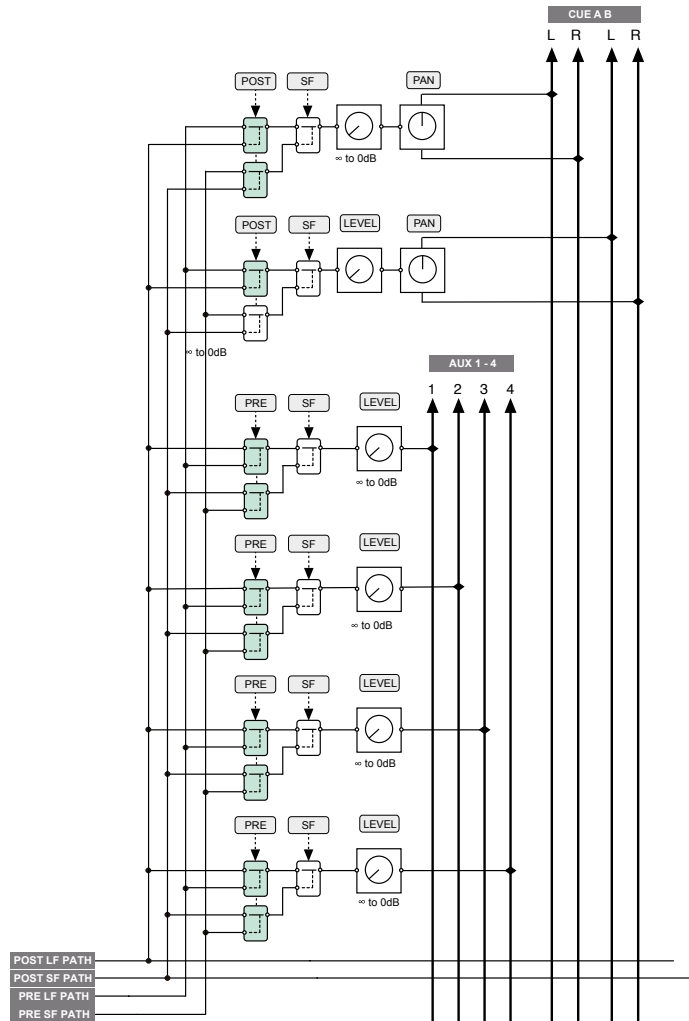 CUE A B
L R L R
POST SF PAN
∞ to 0dB
POST SF LEVEL PAN
∞ to 0dB
AUX 1 - 4
1 2 3 4
PRE SF LEVEL
∞ to 0dB
PRE SF LEVEL
∞ to 0dB
PRE SF LEVEL
∞ to 0dB
PRE SF LEVEL
∞ to 0dB
POST LF PATH
POST SF PATH
PRE LF PATH
PRE SF PATH